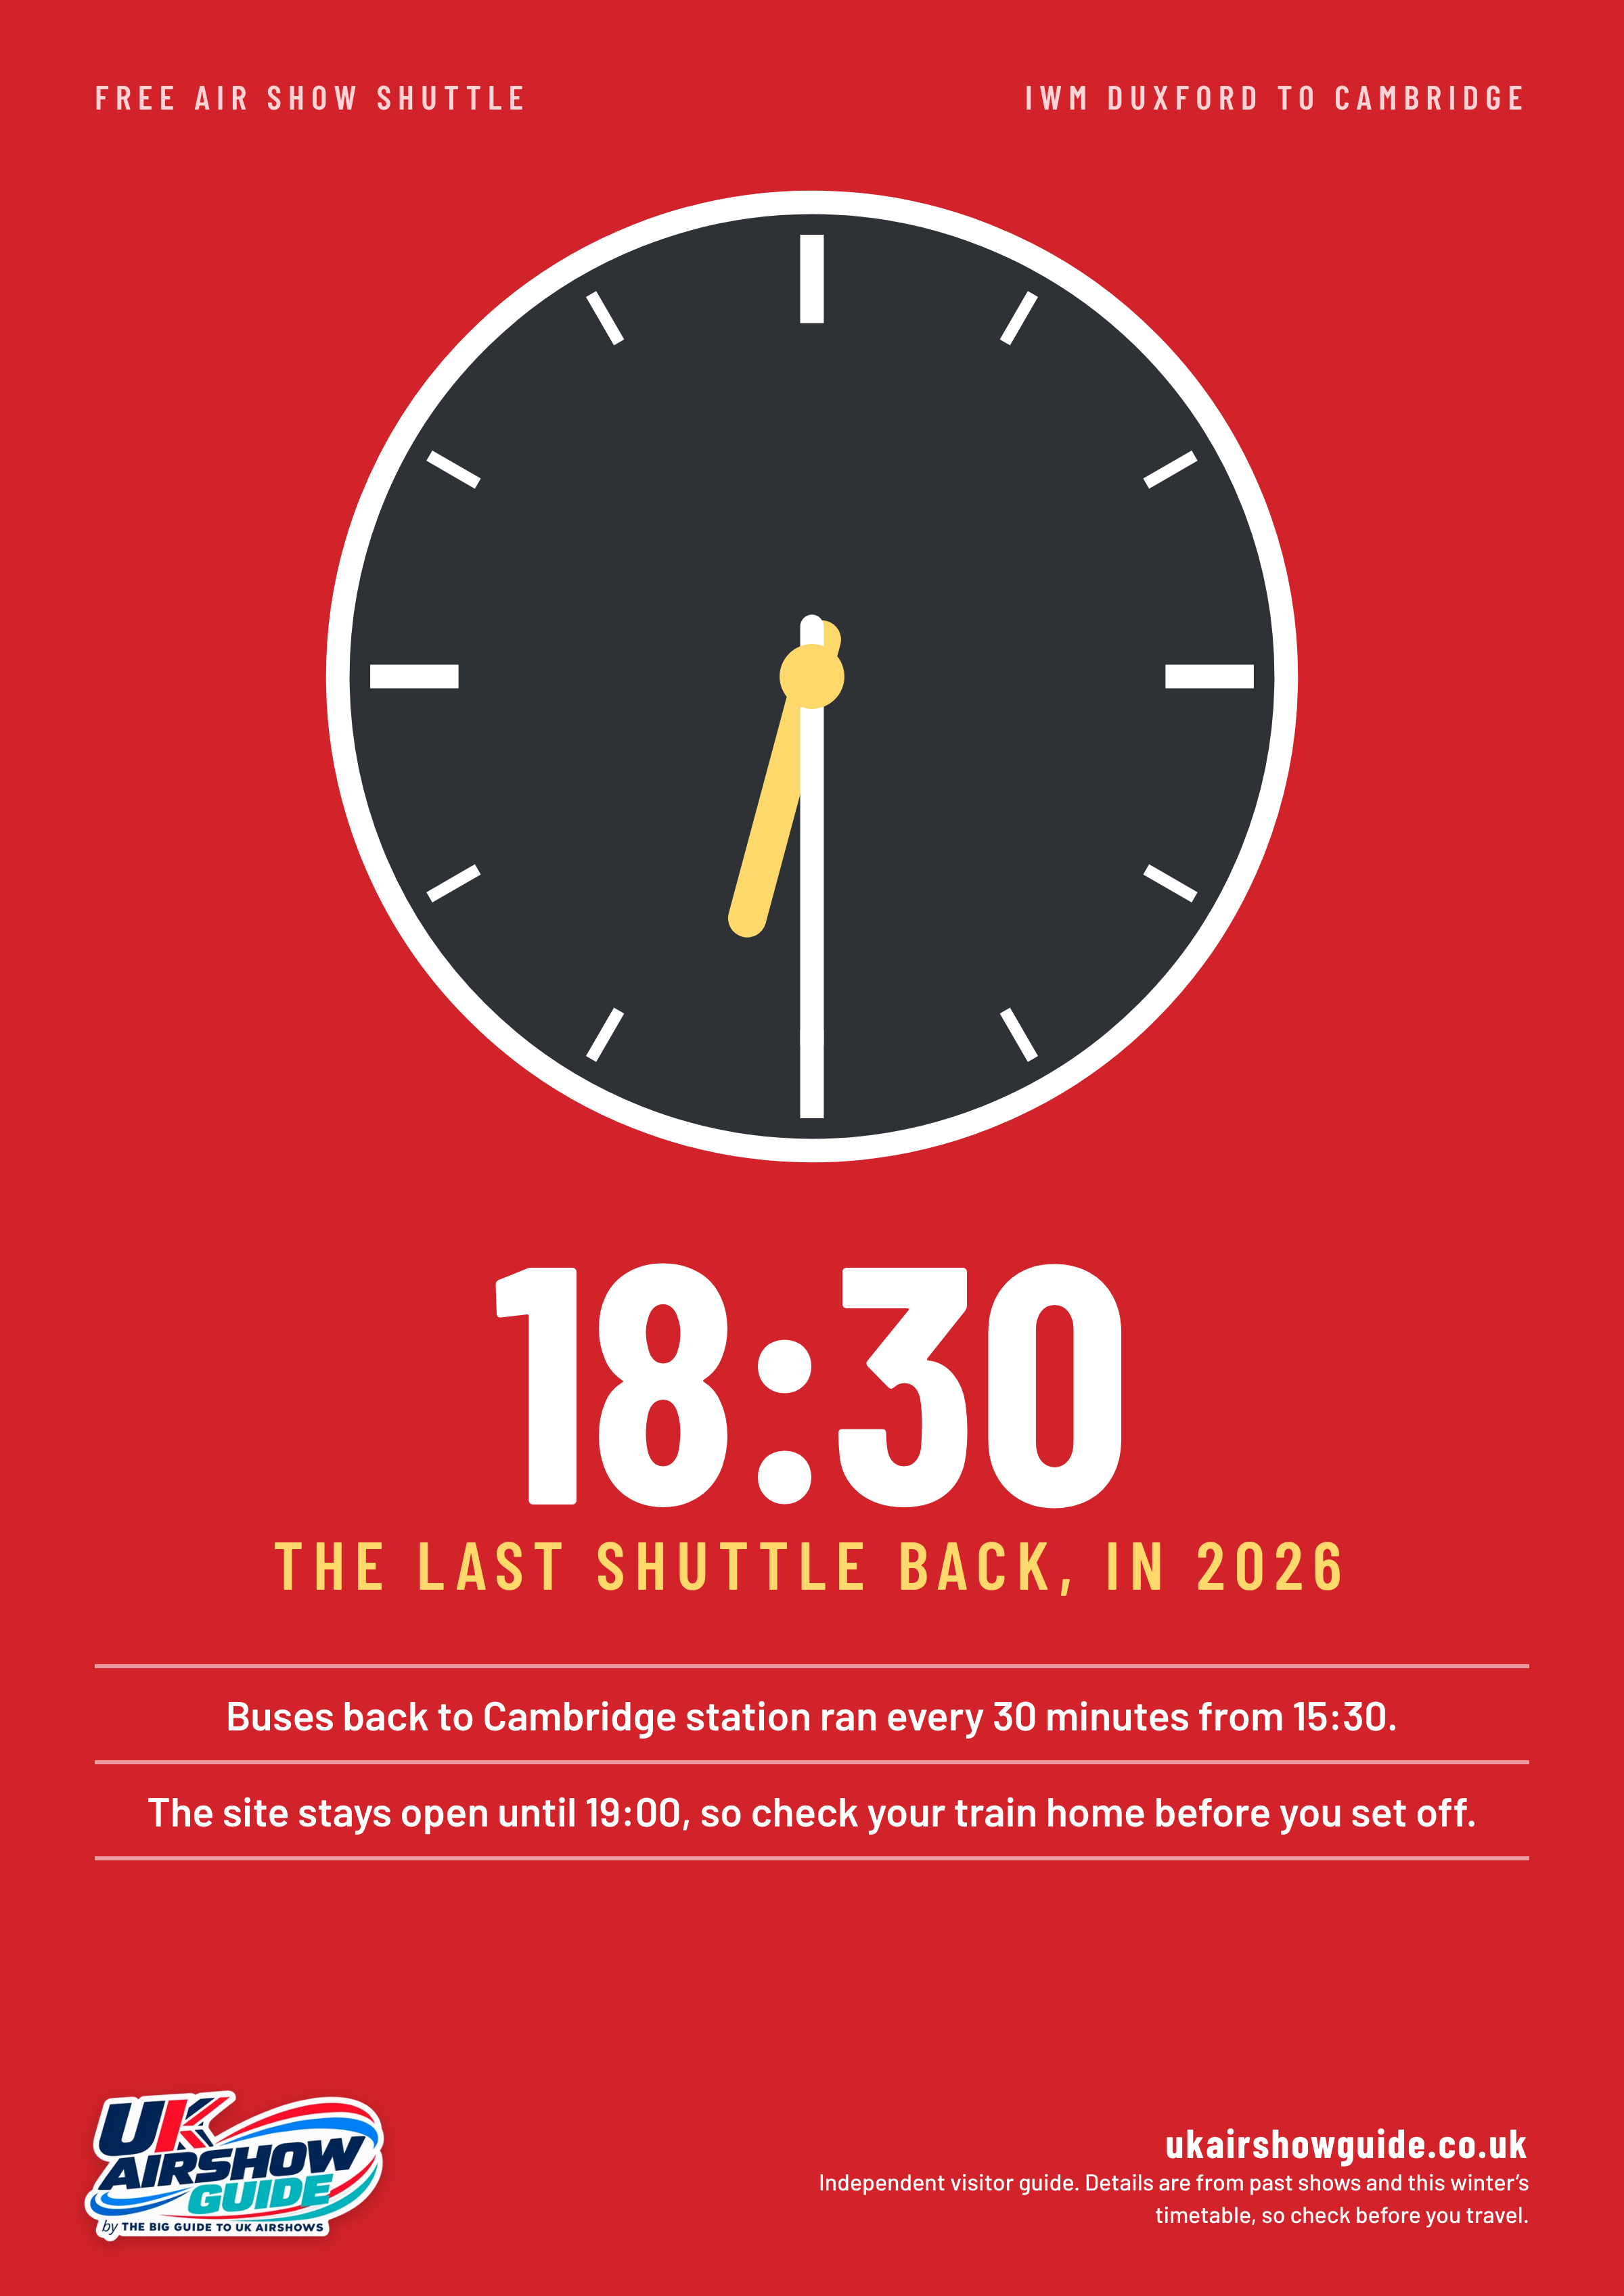 FREE AIR SHOW SHUTTLE
IWM DUXFORD TO CAMBRIDGE
18:30
THE LAST SHUTTLE BACK, IN 2026
Buses back to Cambridge station ran every 30 minutes from 15:30.
The site stays open until 19:00, so check your train home before you set off.
UK
AIRSHOW
GUIDE
by THE BIG GUIDE TO UK AIRSHOWS
ukairshowguide.co.uk
Independent visitor guide. Details are from past shows and this winter’s
timetable, so check before you travel.